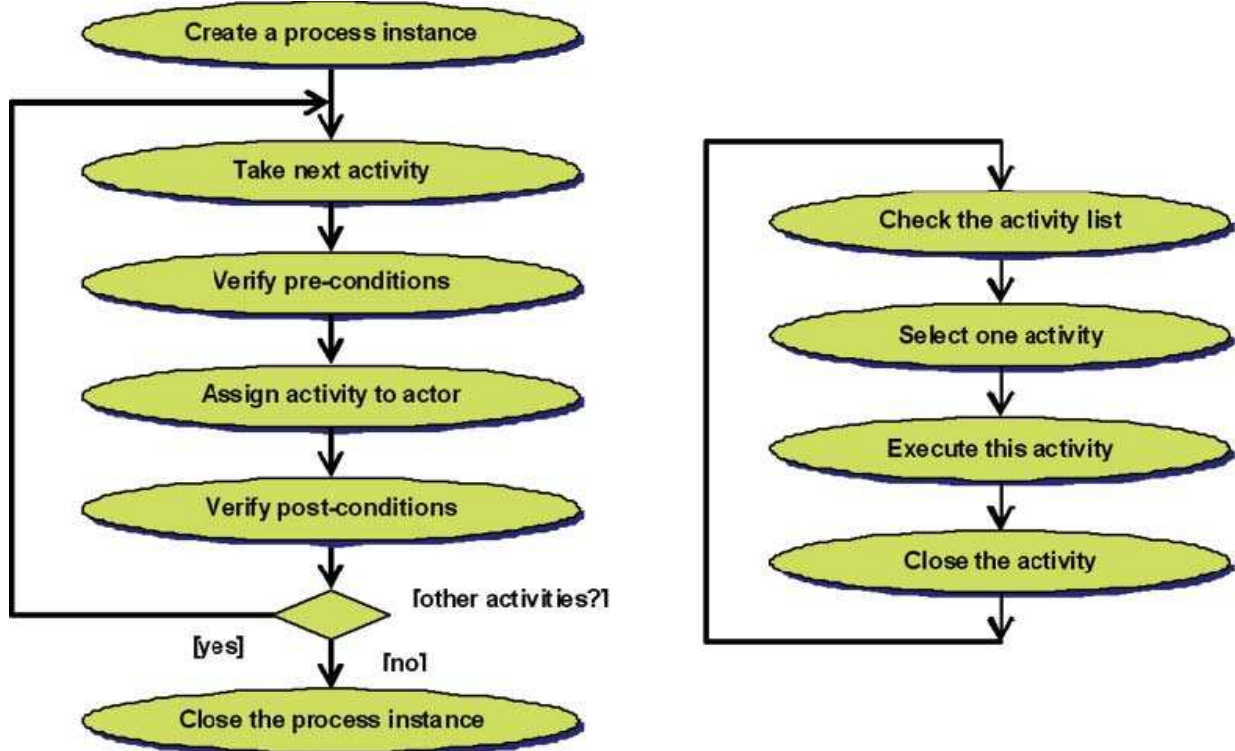 Create a process instance
Take next activity
Verify pre-conditions
Assign activity to actor
Verify post-conditions
[other activities?]
[yes]
[no]
Close the process instance
Check the activity list
Select one activity
Execute this activity
Close the activity